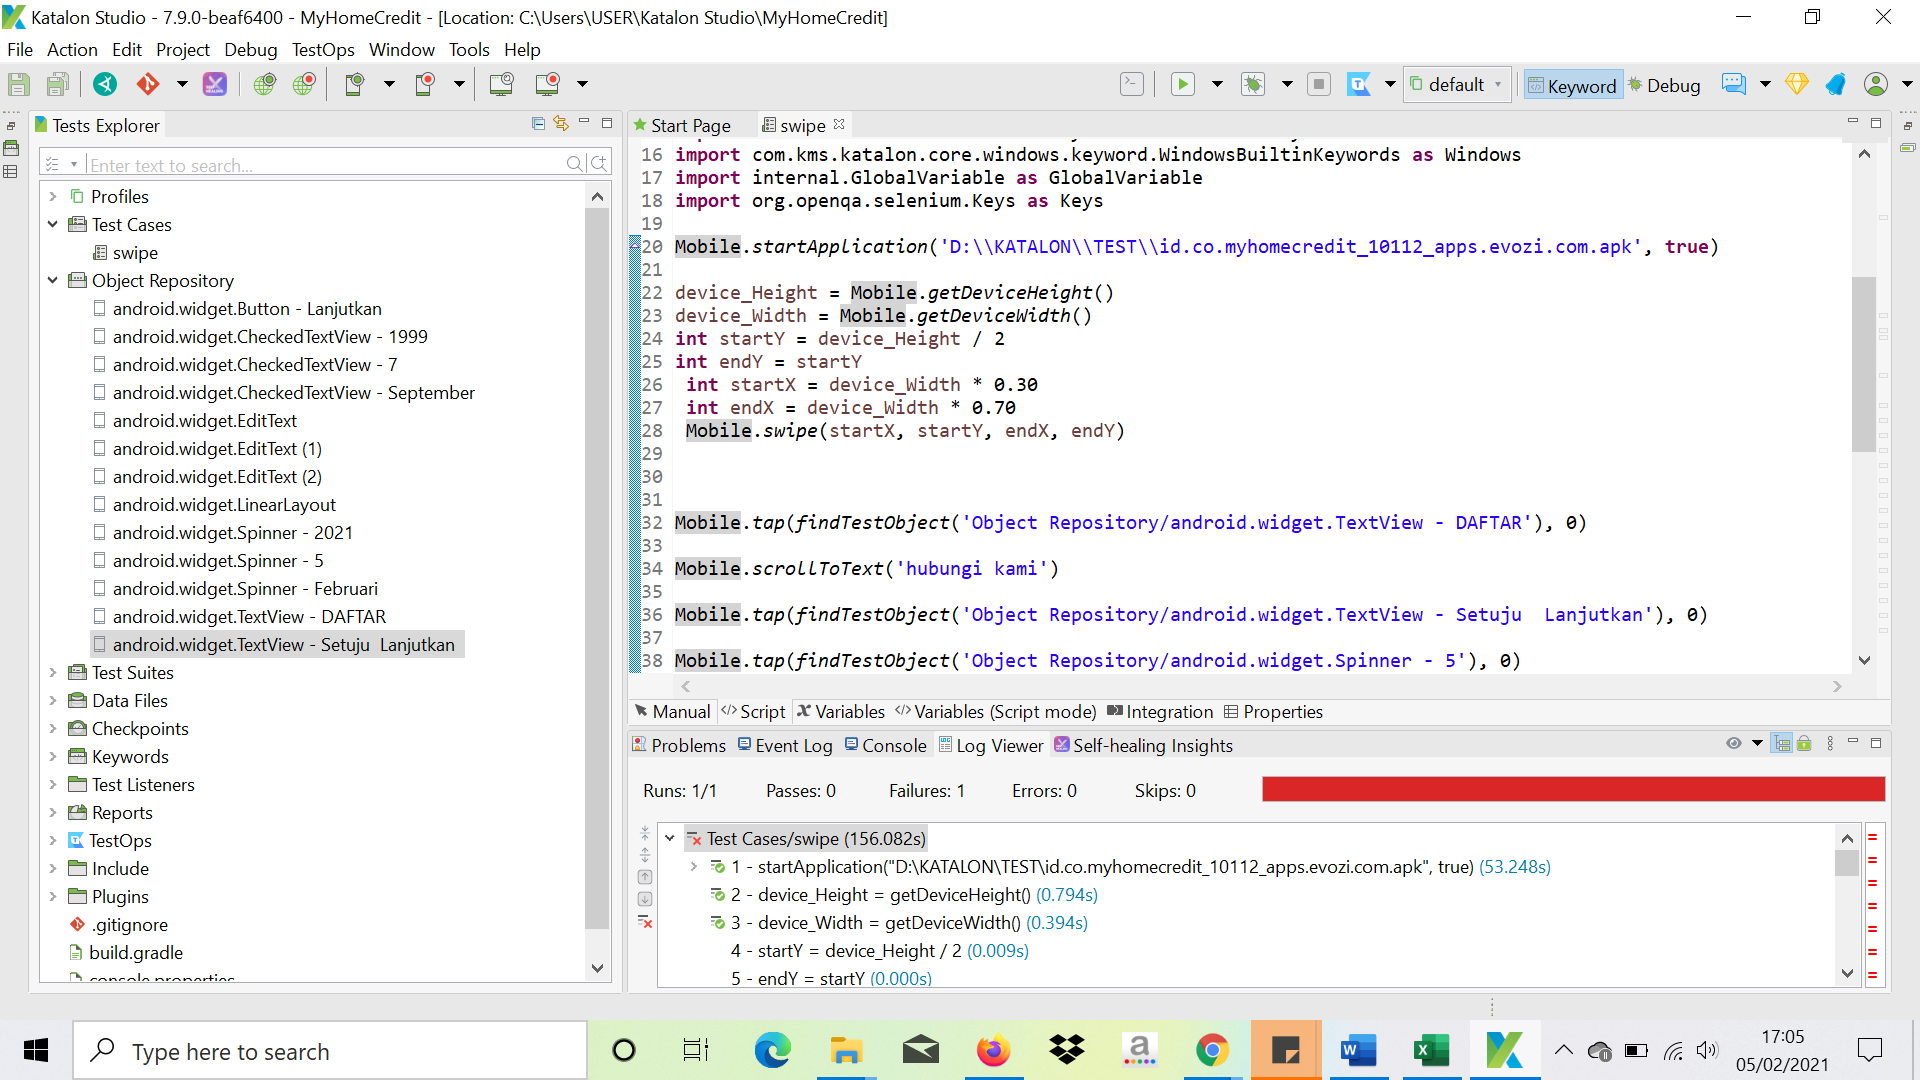 Katalon Studio - 7.9.0-beaf6400 - MyHomeCredit - [Location: C:\Users\USER\Katalon Studio\MyHomeCredit]
File Action Edit Project Debug TestOps Window Tools Help
default Keyword Debug
Tests Explorer
Enter text to search...
Profiles
Test Cases
swipe
Object Repository
android.widget.Button - Lanjutkan
android.widget.CheckedTextView - 1999
android.widget.CheckedTextView - 7
android.widget.CheckedTextView - September
android.widget.EditText
android.widget.EditText (1)
android.widget.EditText (2)
android.widget.LinearLayout
android.widget.Spinner - 2021
android.widget.Spinner - 5
android.widget.Spinner - Februari
android.widget.TextView - DAFTAR
android.widget.TextView - Setuju  Lanjutkan
Test Suites
Data Files
Checkpoints
Keywords
Test Listeners
Reports
TestOps
Include
Plugins
.gitignore
build.gradle
console.properties
Start Page swipe
16 import com.kms.katalon.core.windows.keyword.WindowsBuiltinKeywords as Windows
17 import internal.GlobalVariable as GlobalVariable
18 import org.openqa.selenium.Keys as Keys
19
20 Mobile.startApplication('D:\\KATALON\\TEST\\id.co.myhomecredit_10112_apps.evozi.com.apk', true)
21
22 device_Height = Mobile.getDeviceHeight()
23 device_Width = Mobile.getDeviceWidth()
24 int startY = device_Height / 2
25 int endY = startY
26 int startX = device_Width * 0.30
27 int endX = device_Width * 0.70
28 Mobile.swipe(startX, startY, endX, endY)
29
30
31
32 Mobile.tap(findTestObject('Object Repository/android.widget.TextView - DAFTAR'), 0)
33
34 Mobile.scrollToText('hubungi kami')
35
36 Mobile.tap(findTestObject('Object Repository/android.widget.TextView - Setuju  Lanjutkan'), 0)
37
38 Mobile.tap(findTestObject('Object Repository/android.widget.Spinner - 5'), 0)
Manual Script Variables Variables (Script mode) Integration Properties
Problems Event Log Console Log Viewer Self-healing Insights
Runs: 1/1 Passes: 0 Failures: 1 Errors: 0 Skips: 0
Test Cases/swipe (156.082s)
1 - startApplication("D:\KATALON\TEST\id.co.myhomecredit_10112_apps.evozi.com.apk", true) (53.248s)
2 - device_Height = getDeviceHeight() (0.794s)
3 - device_Width = getDeviceWidth() (0.394s)
4 - startY = device_Height / 2 (0.009s)
5 - endY = startY (0.000s)
Type here to search
17:05
05/02/2021